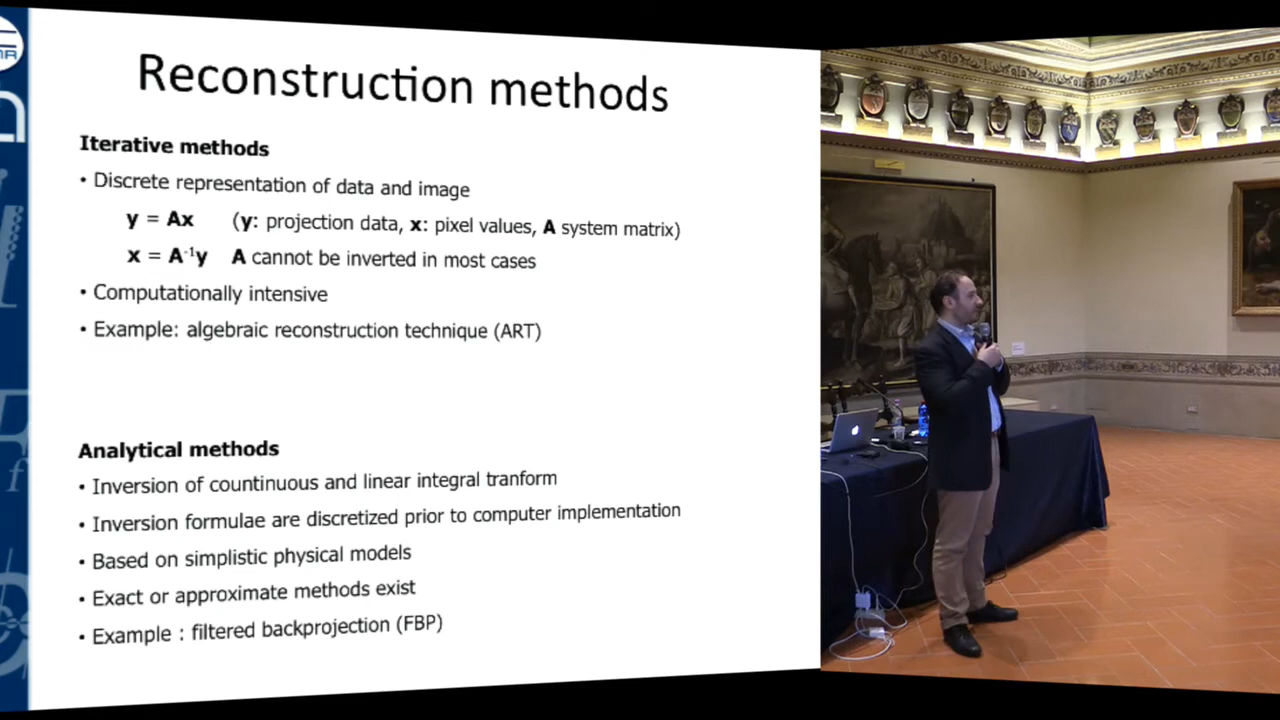 Reconstruction methods
Iterative methods
• Discrete representation of data and image
y = Ax (y: projection data, x: pixel values, A system matrix)
x = A⁻¹y A cannot be inverted in most cases
• Computationally intensive
• Example: algebraic reconstruction technique (ART)
Analytical methods
• Inversion of countinuous and linear integral tranform
• Inversion formulae are discretized prior to computer implementation
• Based on simplistic physical models
• Exact or approximate methods exist
• Example : filtered backprojection (FBP)